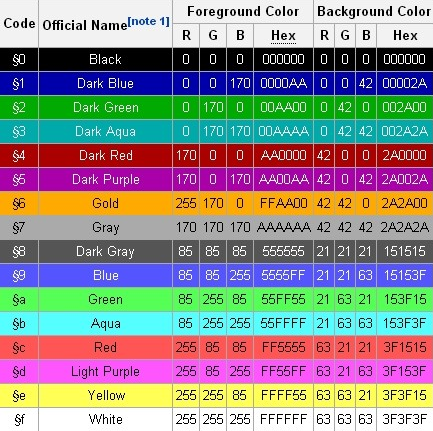 Code Official Name[note 1] Foreground Color Background Color
R G B Hex R G B Hex
§0 Black 0 0 0 000000 0 0 0 000000
§1 Dark Blue 0 0 170 0000AA 0 0 42 00002A
§2 Dark Green 0 170 0 00AA00 0 42 0 002A00
§3 Dark Aqua 0 170 170 00AAAA 0 42 42 002A2A
§4 Dark Red 170 0 0 AA0000 42 0 0 2A0000
§5 Dark Purple 170 0 170 AA00AA 42 0 42 2A002A
§6 Gold 255 170 0 FFAA00 42 42 0 2A2A00
§7 Gray 170 170 170 AAAAAA 42 42 42 2A2A2A
§8 Dark Gray 85 85 85 555555 21 21 21 151515
§9 Blue 85 85 255 5555FF 21 21 63 15153F
§a Green 85 255 85 55FF55 21 63 21 153F15
§b Aqua 85 255 255 55FFFF 21 63 63 153F3F
§c Red 255 85 85 FF5555 63 21 21 3F1515
§d Light Purple 255 85 255 FF55FF 63 21 63 3F153F
§e Yellow 255 255 85 FFFF55 63 63 21 3F3F15
§f White 255 255 255 FFFFFF 63 63 63 3F3F3F